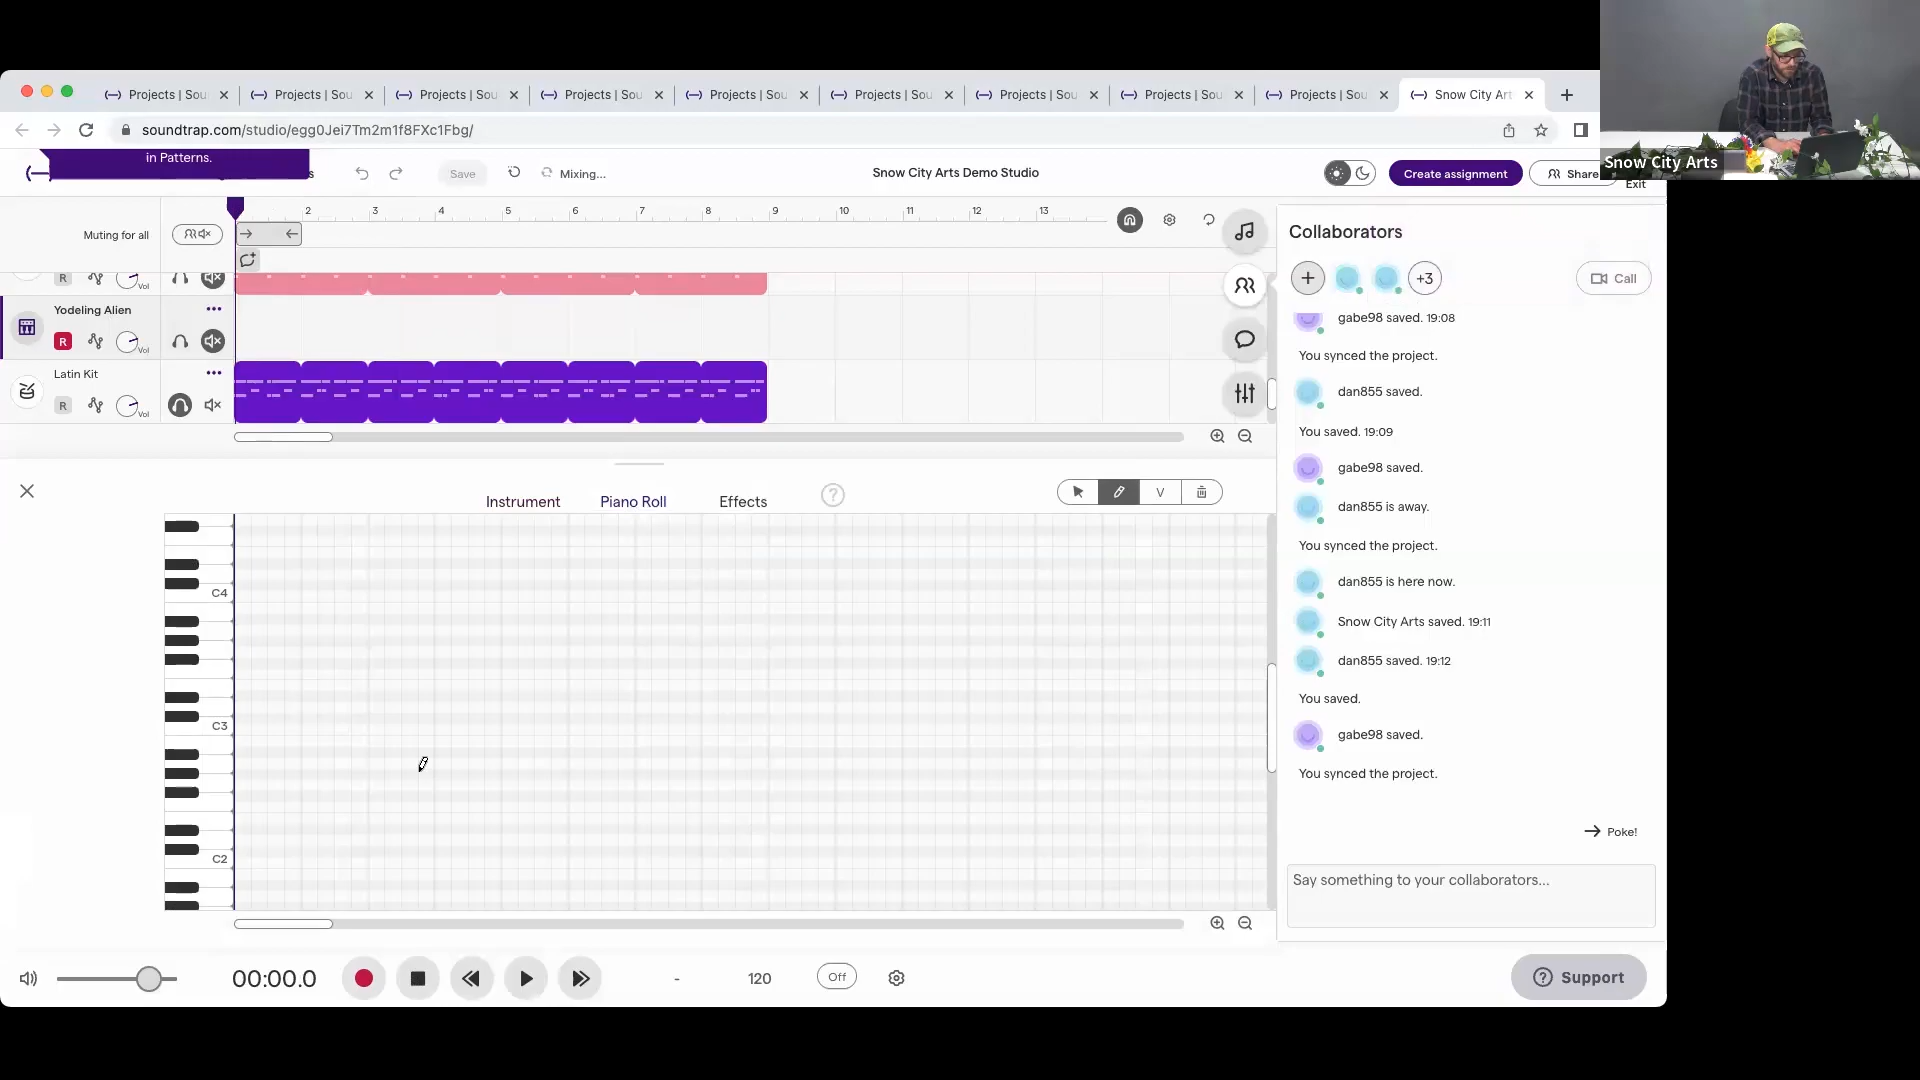 Projects | Sou
Projects | Sou
Projects | Sou
Projects | Sou
Projects | Sou
Projects | Sou
Projects | Sou
Projects | Sou
Projects | Sou
Snow City Art
soundtrap.com/studio/egg0Jei7Tm2m1f8FXc1Fbg/
Snow City Arts
in Patterns.
s
Save
Mixing...
Snow City Arts Demo Studio
Create assignment
Share
Exit
2 3 4 5 6 7 8 9 10 11 12 13
Muting for all
R
Vol
Yodeling Alien
R
Vol
Latin Kit
R
Vol
Collaborators
+3
Call
gabe98 saved. 19:08
You synced the project.
dan855 saved.
You saved. 19:09
gabe98 saved.
dan855 is away.
You synced the project.
dan855 is here now.
Snow City Arts saved. 19:11
dan855 saved. 19:12
You saved.
gabe98 saved.
You synced the project.
Poke!
Say something to your collaborators...
Instrument
Piano Roll
Effects
?
V
C4
C3
C2
00:00.0
-
120
Off
Support